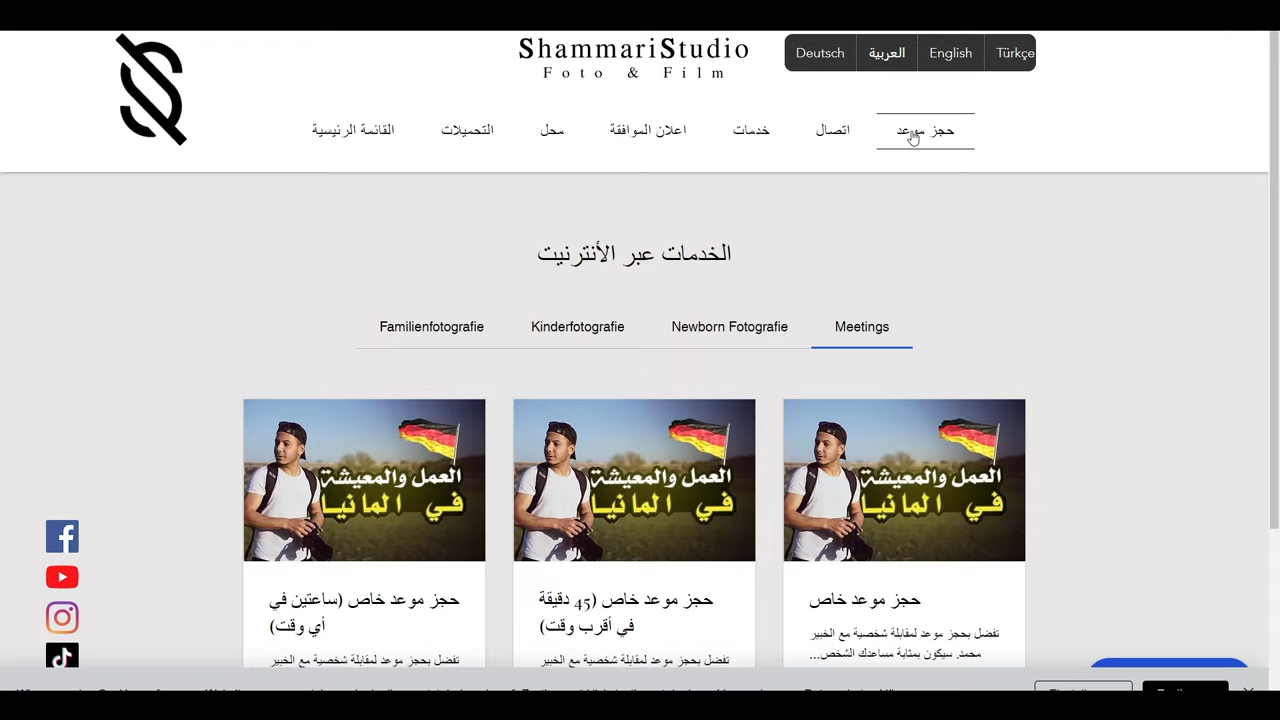 ShammariStudio
Foto & Film
Deutsch
العربية
English
Türkçe
القائمة الرئيسية
التحميلات
محل
اعلان الموافقة
خدمات
اتصال
حجز موعد
الخدمات عبر الأنترنيت
Familienfotografie
Kinderfotografie
Newborn Fotografie
Meetings
العمل والمعيشة
في المانيا
العمل والمعيشة
في المانيا
العمل والمعيشة
في المانيا
حجز موعد خاص (ساعتين في
أي وقت)
تفضل بحجز موعد لمقابلة شخصية مع الخبير
حجز موعد خاص (45 دقيقة
في أقرب وقت)
تفضل بحجز موعد لمقابلة شخصية مع الخبير
حجز موعد خاص
تفضل بحجز موعد لمقابلة شخصية مع الخبير
محمد. سيكون بمثابة مساعدك الشخص...